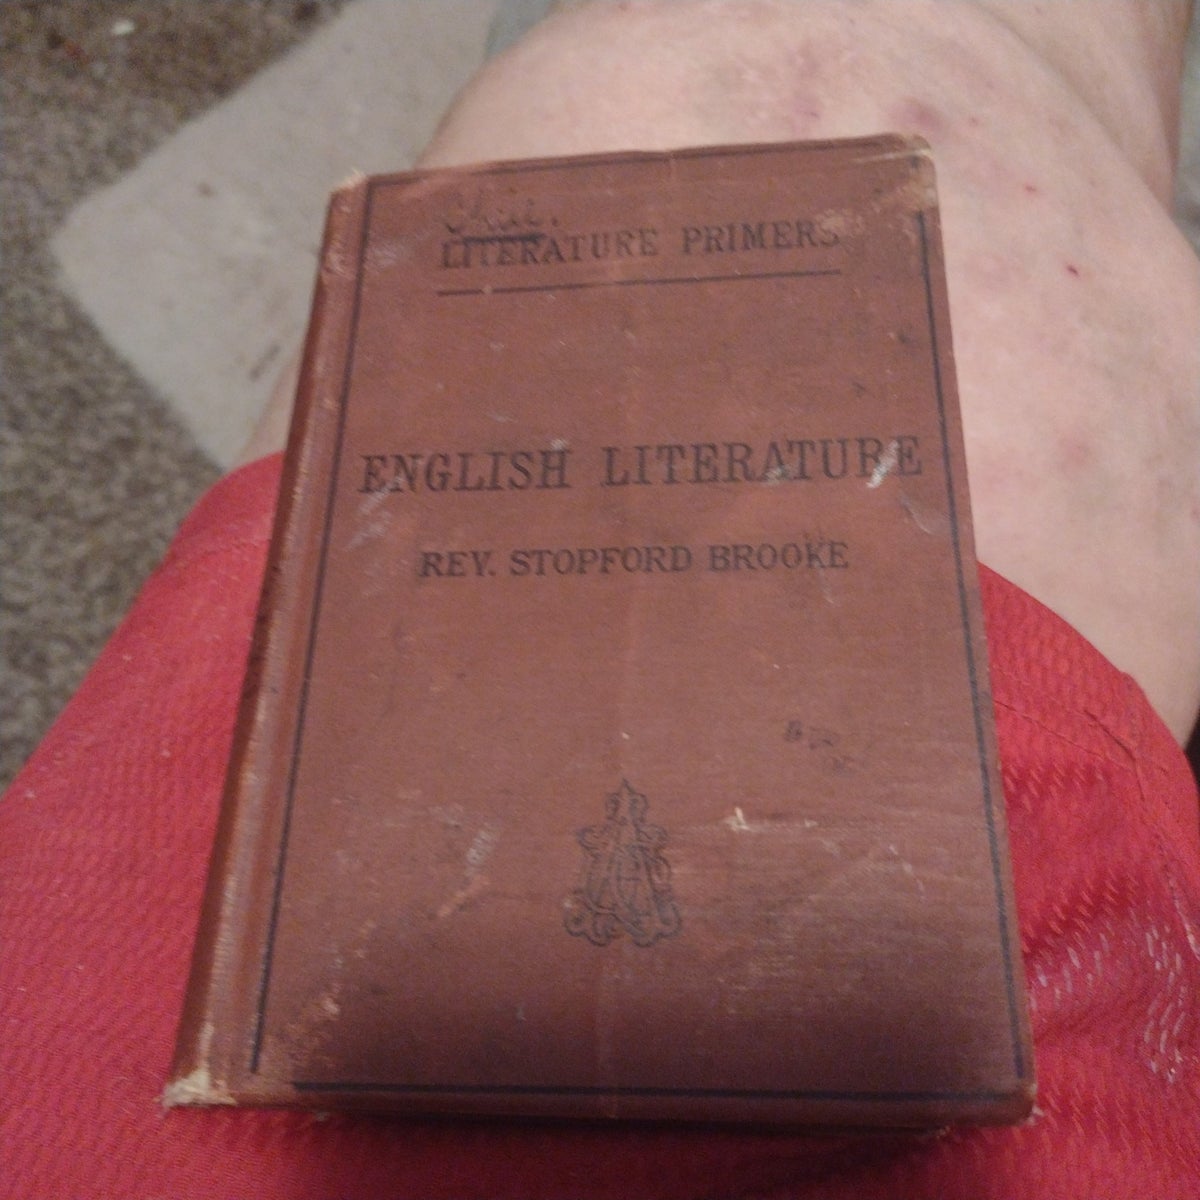 LITERATURE PRIMERS
ENGLISH LITERATURE
REV. STOPFORD BROOKE